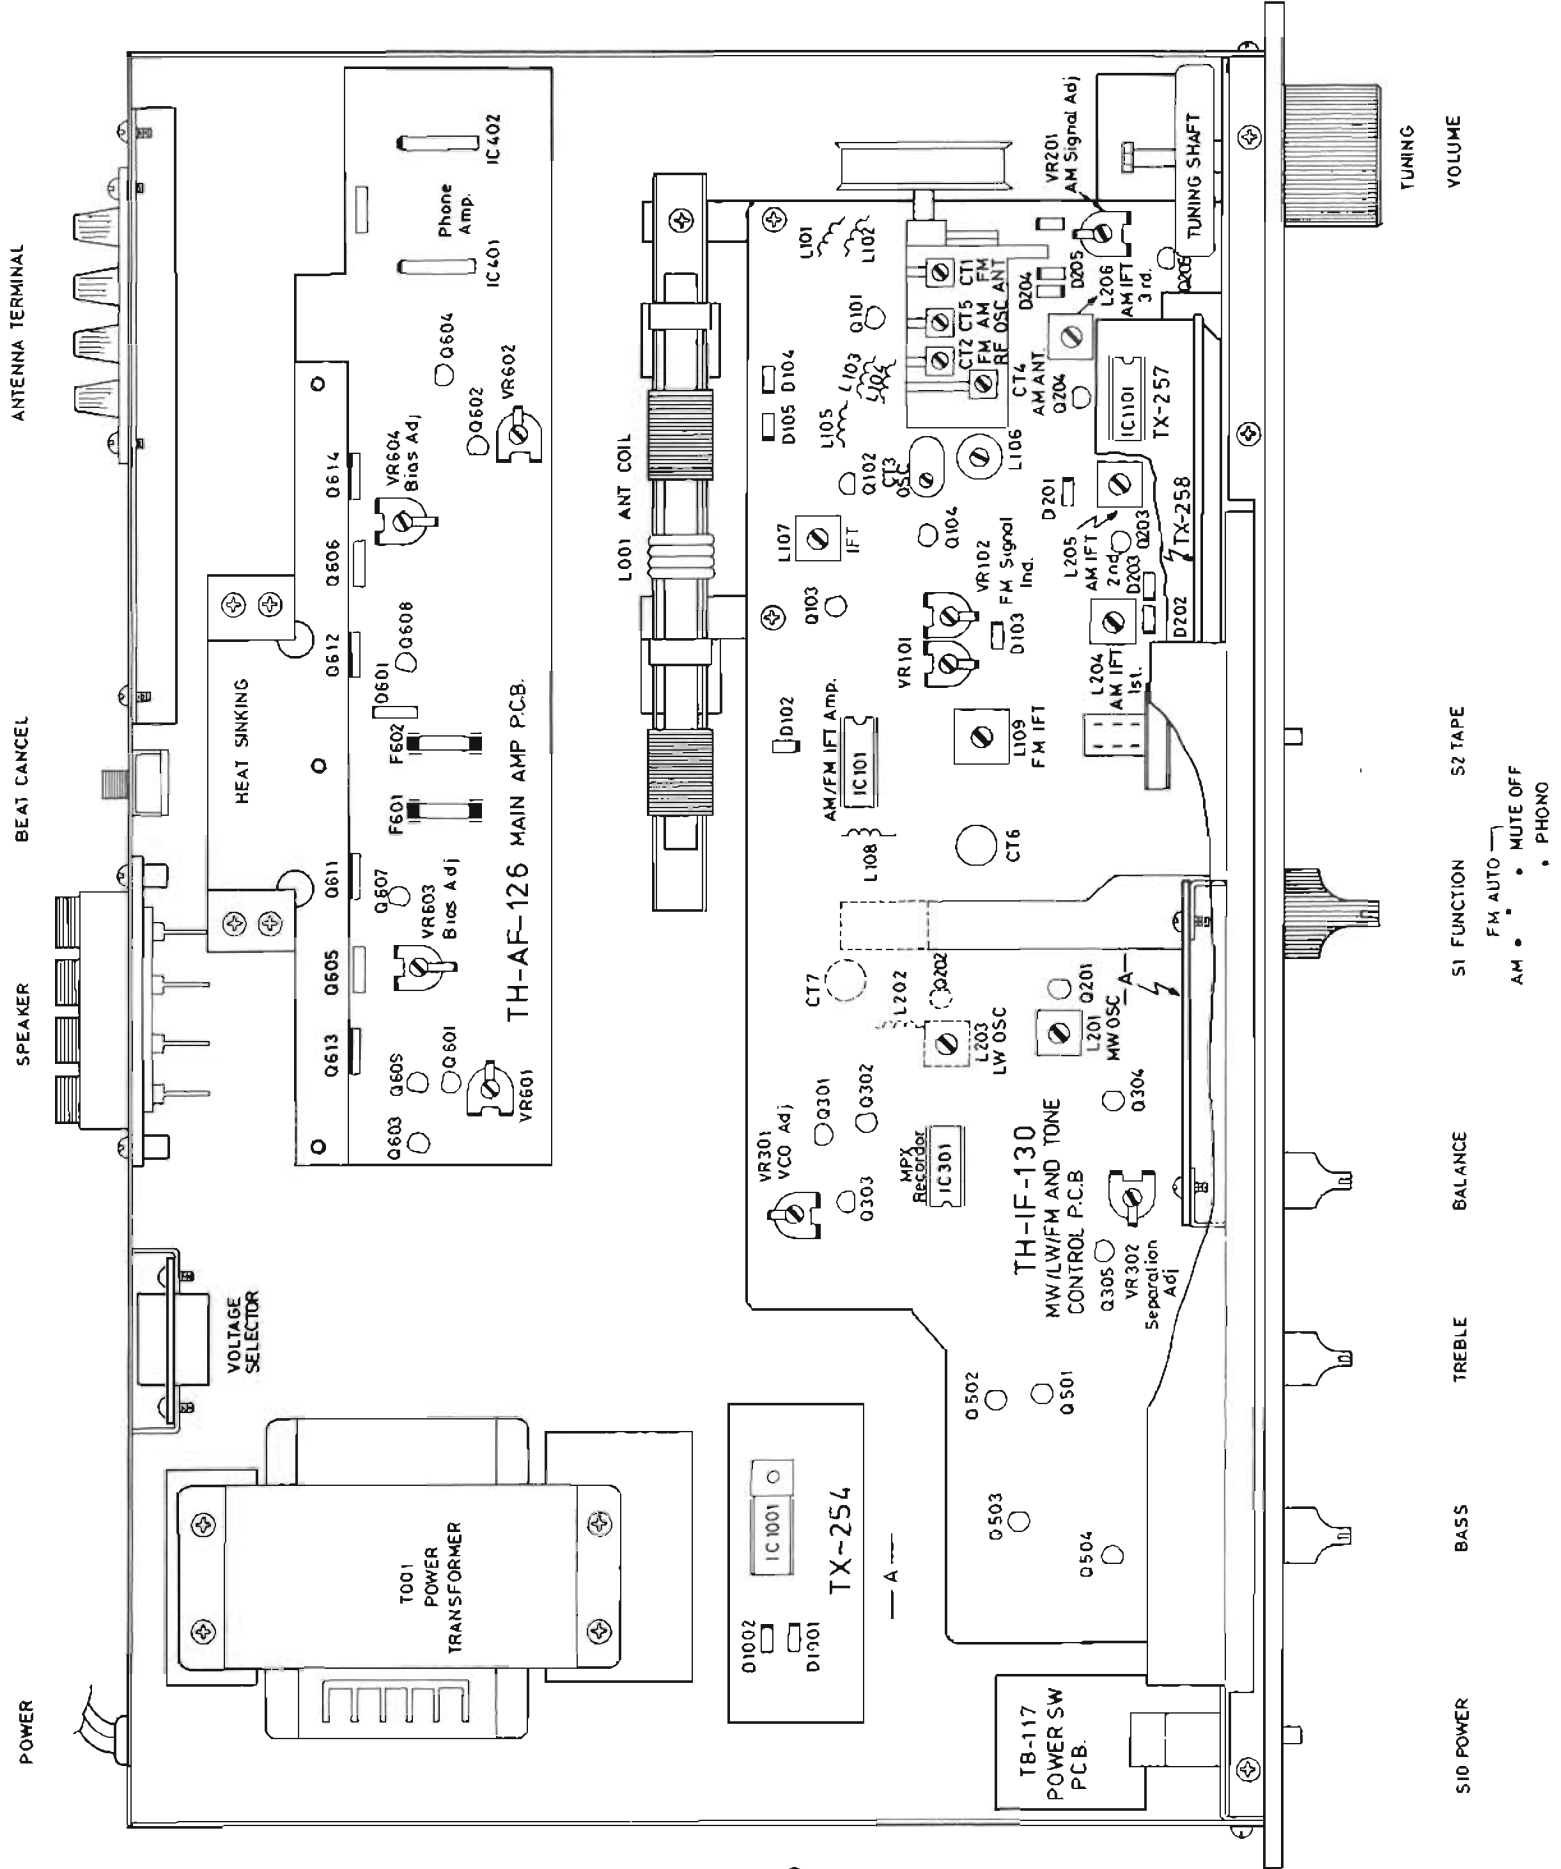 POWER
SPEAKER
BEAT CANCEL
ANTENNA TERMINAL
VOLTAGE
SELECTOR
HEAT SINKING
T001
POWER
TRANSFORMER
Q613
Q605
Q611
Q612
Q606
Q614
Q603
Q605
Q601
VR601
Q607
VR603
Bias Adj
F601
F602
D601
Q608
VR604
Bias Adj
Q602
Q604
VR602
IC401
Phone
Amp.
IC402
TH-AF-126 MAIN AMP P.C.B.
L001 ANT COIL
D1002
D1001
IC1001
TX-254
—A—
TB-117
POWER SW
PCB.
Q504
Q503
Q502
Q501
VR301
VCO Adj
Q301
Q302
Q303
MPX
Recordor
IC301
TH-IF-130
MW/LW/FM AND TONE
CONTROL P.C.B
Q305
VR302
Separation
Adj
Q304
CT7
L202
Q202
L203
LW OSC
L201
MW OSC
Q201
—A—
L108
CT6
AM/FM IFT Amp.
IC101
D102
L109
FM IFT
VR101
VR102
FM Signal
Ind.
D103
Q103
L107
IFT
Q104
Q102
CT3
OSC
L106
L105
L103
L104
D105
D104
Q101
L101
L102
CT2 CT5 CT1
FM AM FM
RF OSC ANT
CT4
AM ANT.
Q204
D204
D205
L206
AM IFT
3 rd.
VR201
AM Signal Adj
Q205
TUNING SHAFT
L204
AM IFT
1st.
D202
D203
L205
AM IFT
2nd
Q203
D201
TX-258
IC1101
TX-257
TUNING
VOLUME
S10 POWER
BASS
TREBLE
BALANCE
S1 FUNCTION
FM AUTO
AM
MUTE OFF
PHONO
S2 TAPE